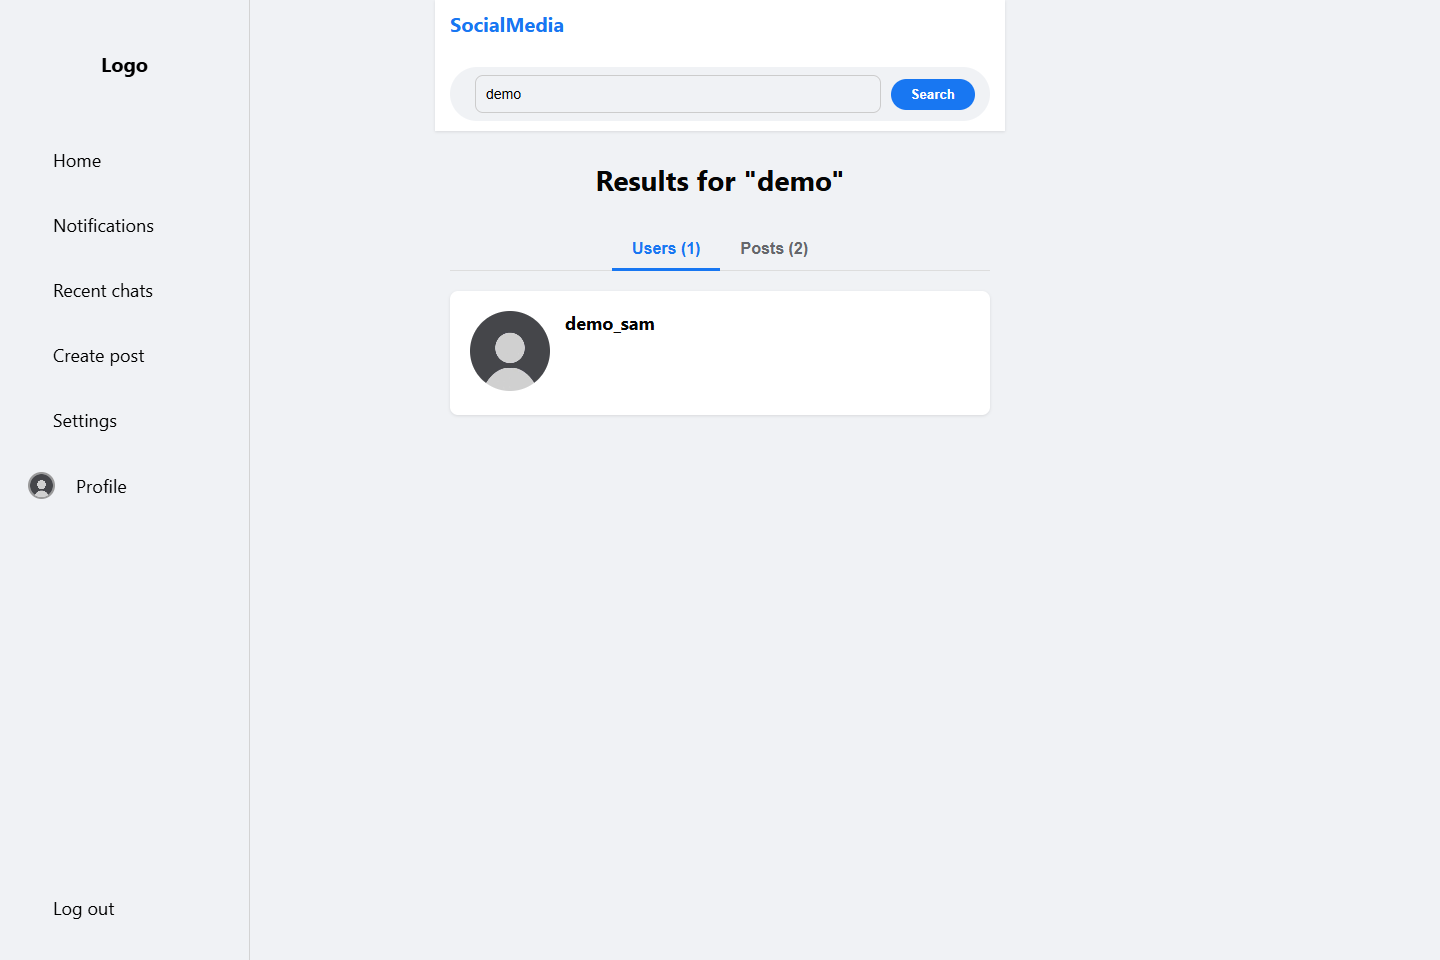 Logo
Home
Notifications
Recent chats
Create post
Settings
Profile
Log out
SocialMedia
demo
Search
Results for "demo"
Users (1)
Posts (2)
demo_sam